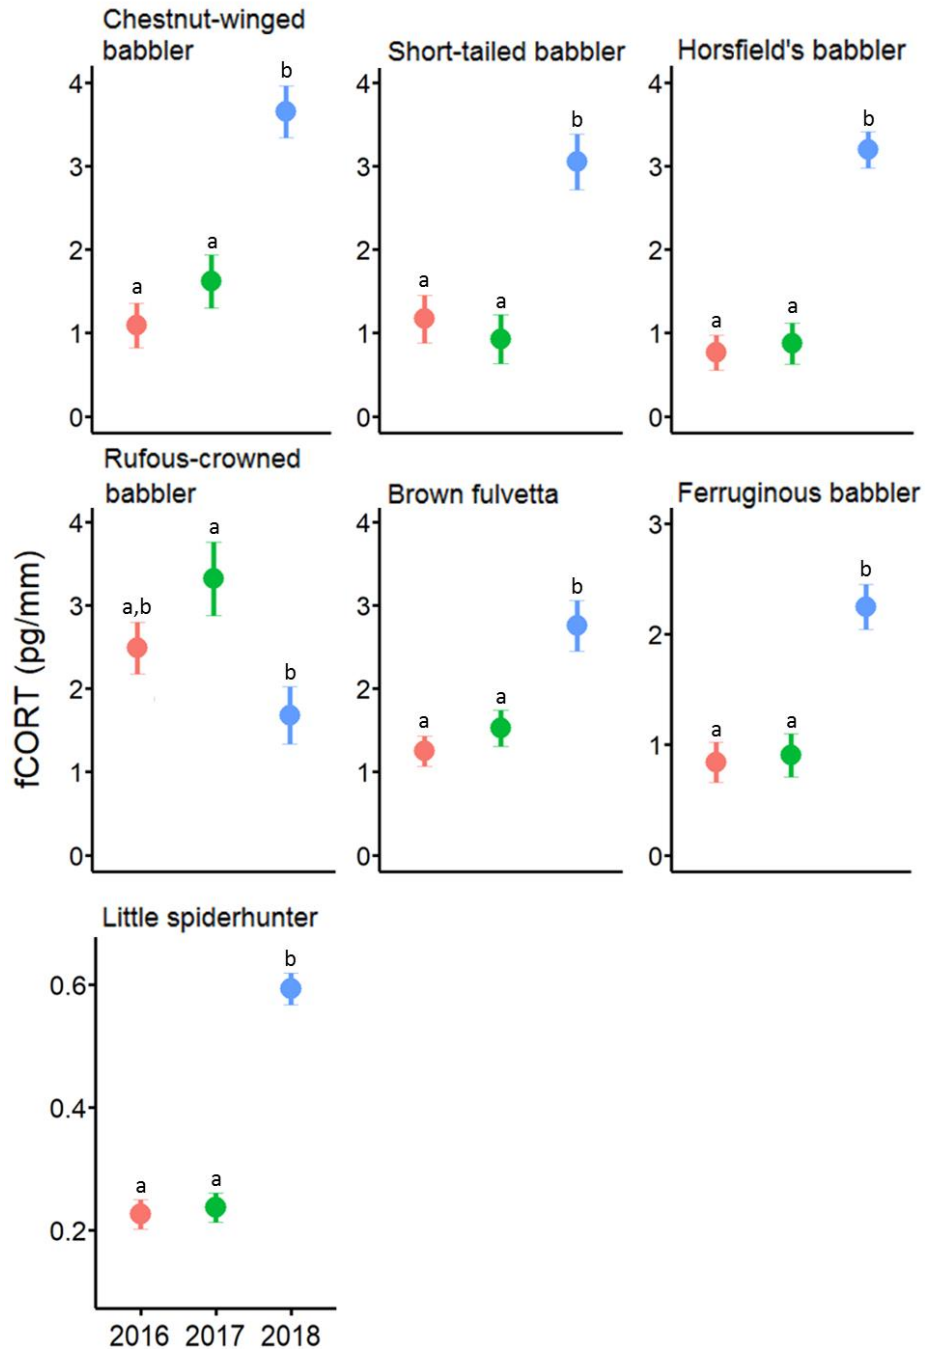 Chestnut-winged
babbler
4
3
2
1
0
a
a
b
Short-tailed babbler
4
3
2
1
0
a
a
b
Horsfield's babbler
4
3
2
1
0
a
a
b
fCORT (pg/mm)
Rufous-crowned
babbler
4
3
2
1
0
a,b
a
b
Brown fulvetta
4
3
2
1
0
a
a
b
Ferruginous babbler
3
2
1
0
a
a
b
Little spiderhunter
0.6
0.4
0.2
a
a
b
2016 2017 2018